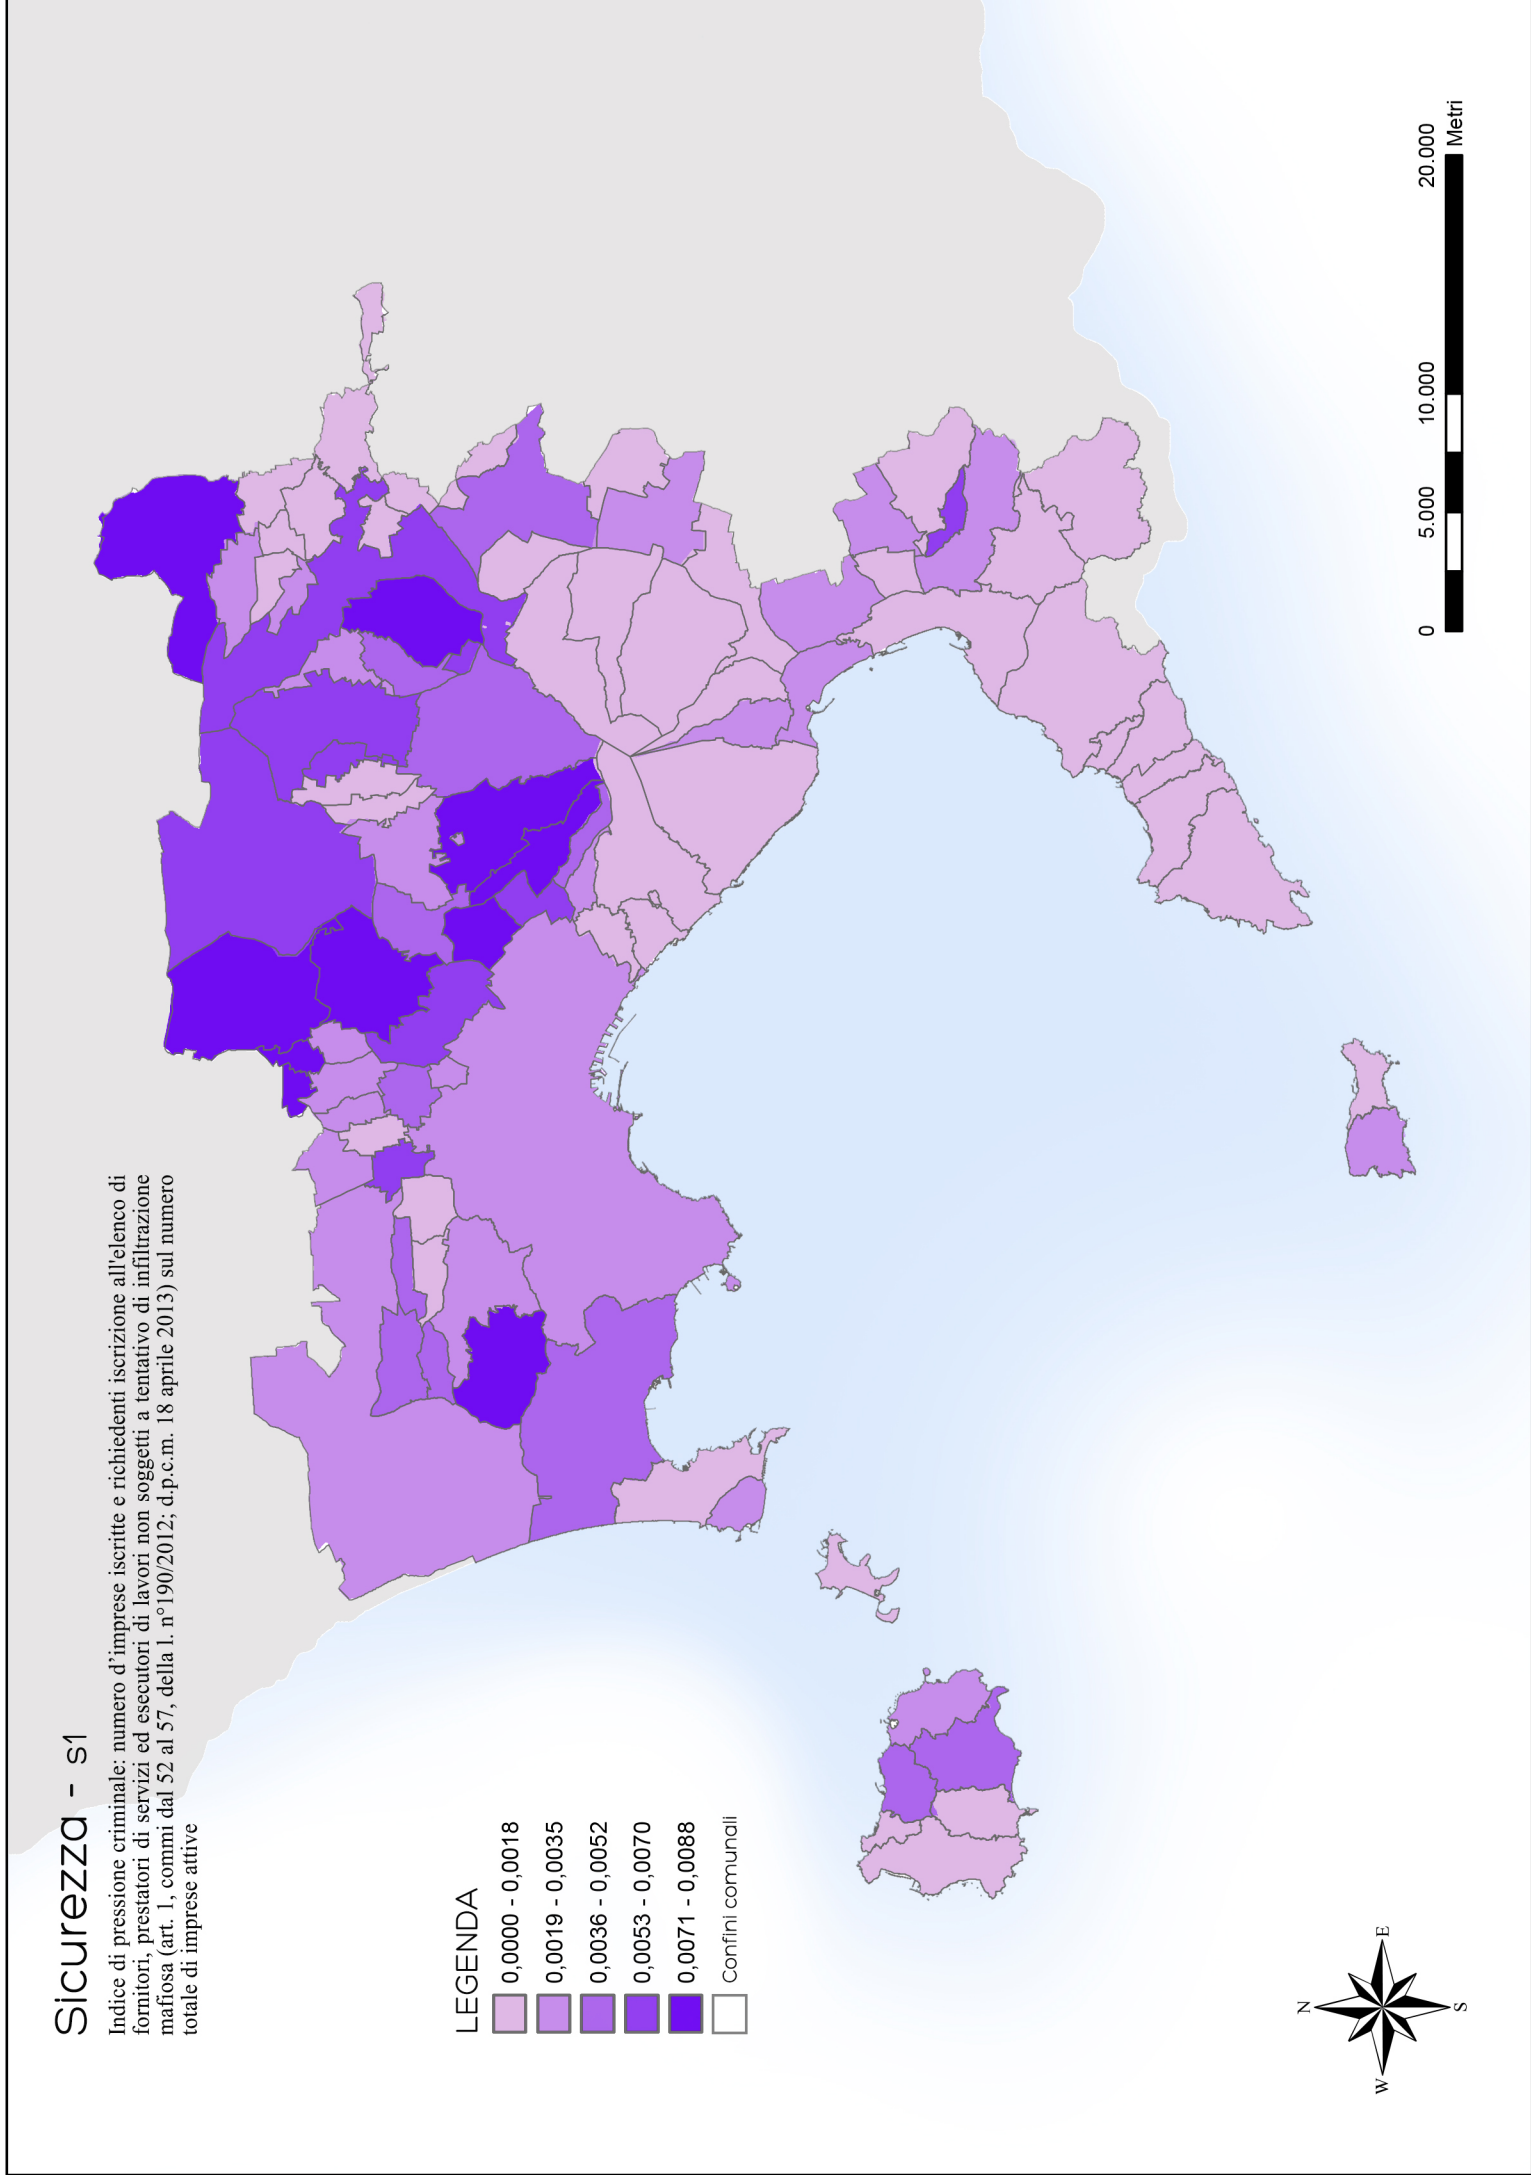 Sicurezza - s1
Indice di pressione criminale: numero d’imprese iscritte e richiedenti iscrizione all'elenco di
fornitori, prestatori di servizi ed esecutori di lavori non soggetti a tentativo di infiltrazione
mafiosa (art. 1, commi dal 52 al 57, della l. n°190/2012; d.p.c.m. 18 aprile 2013) sul numero
totale di imprese attive
LEGENDA
0,0000 - 0,0018
0,0019 - 0,0035
0,0036 - 0,0052
0,0053 - 0,0070
0,0071 - 0,0088
Confini comunali
N
W
E
S
0
5.000
10.000
20.000
Metri